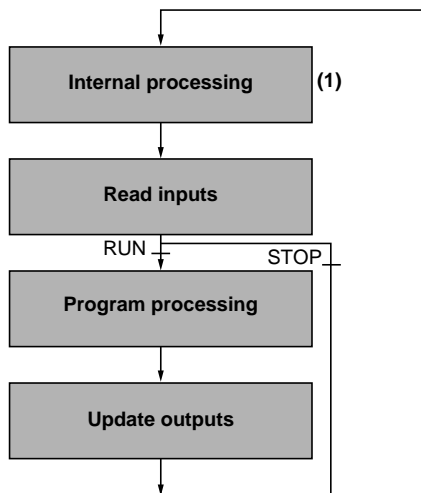 Internal processing (1)
Read inputs
RUN
STOP
Program processing
Update outputs